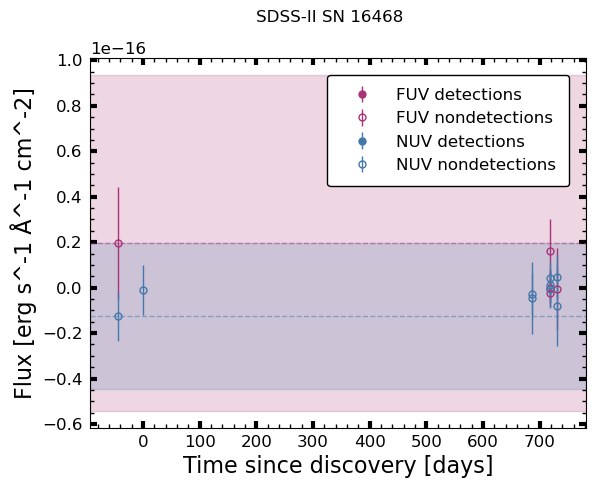 SDSS-II SN 16468
1e−16
1.0
0.8
0.6
0.4
0.2
0.0
−0.2
−0.4
−0.6
Flux [erg s^-1 Å^-1 cm^-2]
FUV detections
FUV nondetections
NUV detections
NUV nondetections
0 100 200 300 400 500 600 700
Time since discovery [days]